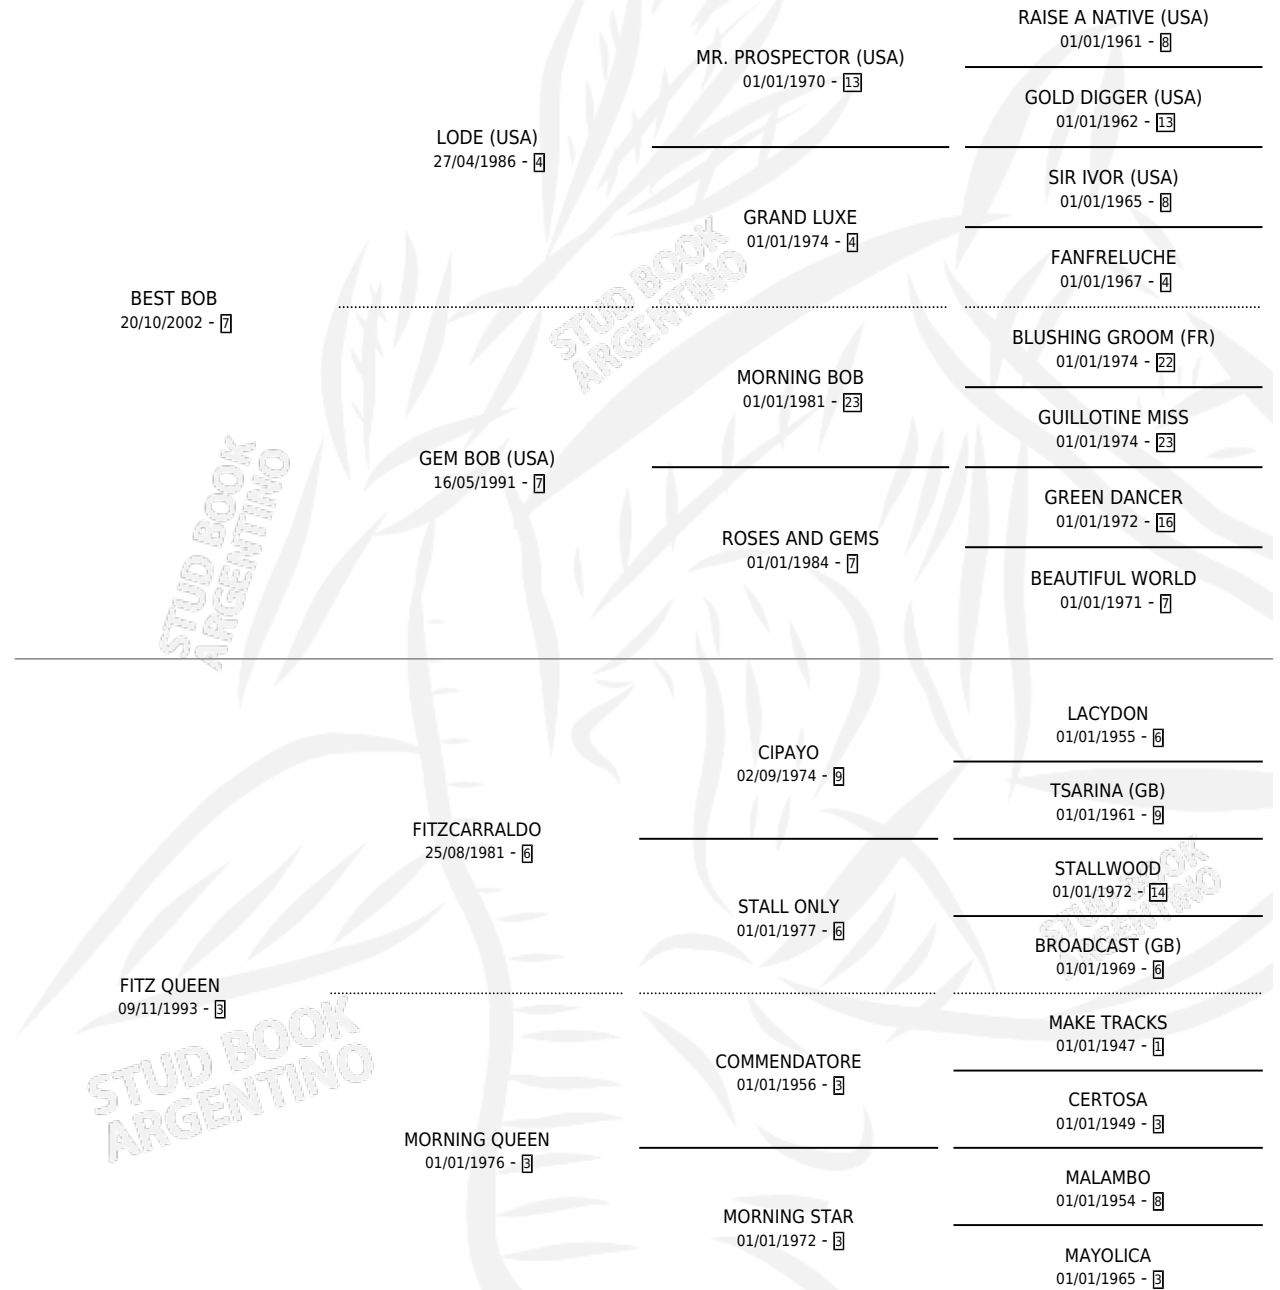 RAISE A NATIVE (USA)
01/01/1961 - 8
MR. PROSPECTOR (USA)
01/01/1970 - 13
GOLD DIGGER (USA)
01/01/1962 - 13
LODE (USA)
27/04/1986 - 4
SIR IVOR (USA)
01/01/1965 - 8
GRAND LUXE
01/01/1974 - 4
FANFRELUCHE
01/01/1967 - 4
BEST BOB
20/10/2002 - 7
BLUSHING GROOM (FR)
01/01/1974 - 22
MORNING BOB
01/01/1981 - 23
GUILLOTINE MISS
01/01/1974 - 23
GEM BOB (USA)
16/05/1991 - 7
GREEN DANCER
01/01/1972 - 16
ROSES AND GEMS
01/01/1984 - 7
BEAUTIFUL WORLD
01/01/1971 - 7
STUD BOOK
ARGENTINO
STUD BOOK
ARGENTINO
LACYDON
01/01/1955 - 6
CIPAYO
02/09/1974 - 9
TSARINA (GB)
01/01/1961 - 9
FITZCARRALDO
25/08/1981 - 6
STALLWOOD
01/01/1972 - 14
STALL ONLY
01/01/1977 - 6
BROADCAST (GB)
01/01/1969 - 6
FITZ QUEEN
09/11/1993 - 3
MAKE TRACKS
01/01/1947 - 1
COMMENDATORE
01/01/1956 - 3
CERTOSA
01/01/1949 - 3
MORNING QUEEN
01/01/1976 - 3
MALAMBO
01/01/1954 - 8
MORNING STAR
01/01/1972 - 3
MAYOLICA
01/01/1965 - 3
STUD BOOK
ARGENTINO
STUD BOOK
ARGENTINO